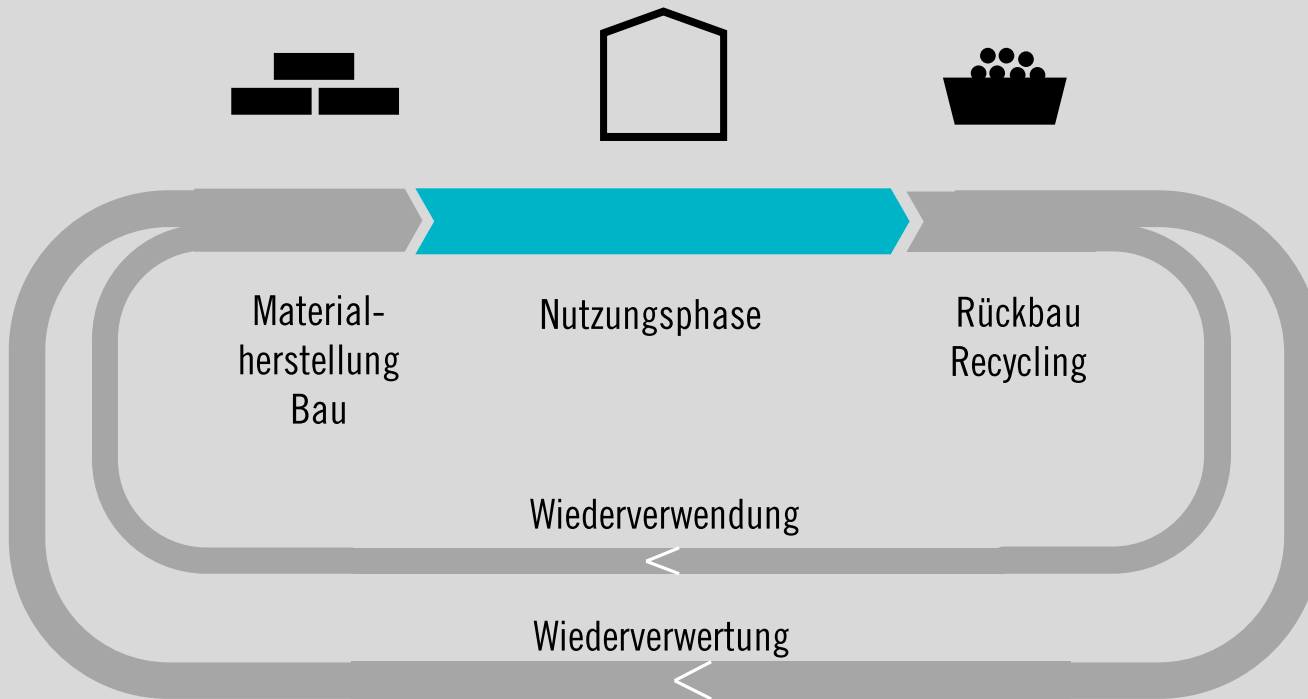 Material-
herstellung
Bau
Nutzungsphase
Rückbau
Recycling
Wiederverwendung
Wiederverwertung